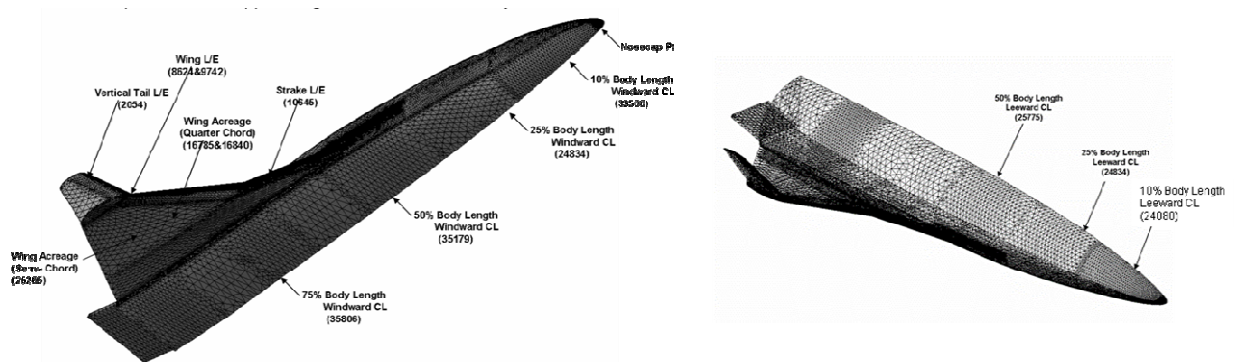 Wing L/E
(8624&9742)
Vertical Tail L/E
(2034)
Strake L/E
(10645)
Wing Acreage
(Quarter Chord)
(16785&16840)
Nosecap Pt
10% Body Length
Windward CL
25% Body Length
Windward CL
(24834)
50% Body Length
Windward CL
(35179)
75% Body Length
Windward CL
(35806)
Wing Acreage
Chord)
50% Body Length
Leeward CL
(25775)
25% Body Length
Leeward CL
(24834)
10% Body Length
Leeward CL
(24080)